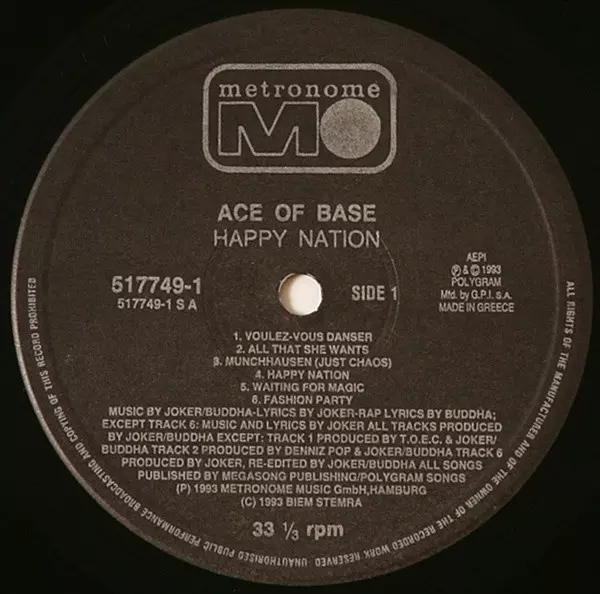 metronome
MO
ACE OF BASE
HAPPY NATION
517749-1
517749-1 S A
SIDE 1
AEPI
℗ & © 1993
POLYGRAM
Mfd. by G.P.I. s.A.
MADE IN GREECE
1. VOULEZ-VOUS DANSER
2. ALL THAT SHE WANTS
3. MUNCHHAUSEN (JUST CHAOS)
4. HAPPY NATION
5. WAITING FOR MAGIC
6. FASHION PARTY
MUSIC BY JOKER/BUDDHA-LYRICS BY JOKER-RAP LYRICS BY BUDDHA;
EXCEPT TRACK 6: MUSIC AND LYRICS BY JOKER ALL TRACKS PRODUCED
BY JOKER/BUDDHA EXCEPT: TRACK 1 PRODUCED BY T.O.E.C. & JOKER/
BUDDHA TRACK 2 PRODUCED BY DENNIZ POP & JOKER/BUDDHA TRACK 6
PRODUCED BY JOKER, RE-EDITED BY JOKER/BUDDHA ALL SONGS
PUBLISHED BY MEGASONG PUBLISHING/POLYGRAM SONGS
(P) 1993 METRONOME MUSIC GmbH,HAMBURG
(C) 1993 BIEM STEMRA
33 1/3 rpm
ALL RIGHTS OF THE MANUFACTURER AND OF THE OWNER OF THE RECORDED WORK RESERVED UNAUTHORISED PUBLIC PERFORMANCE BROADCASTING AND COPYING OF THIS RECORD PROHIBITED